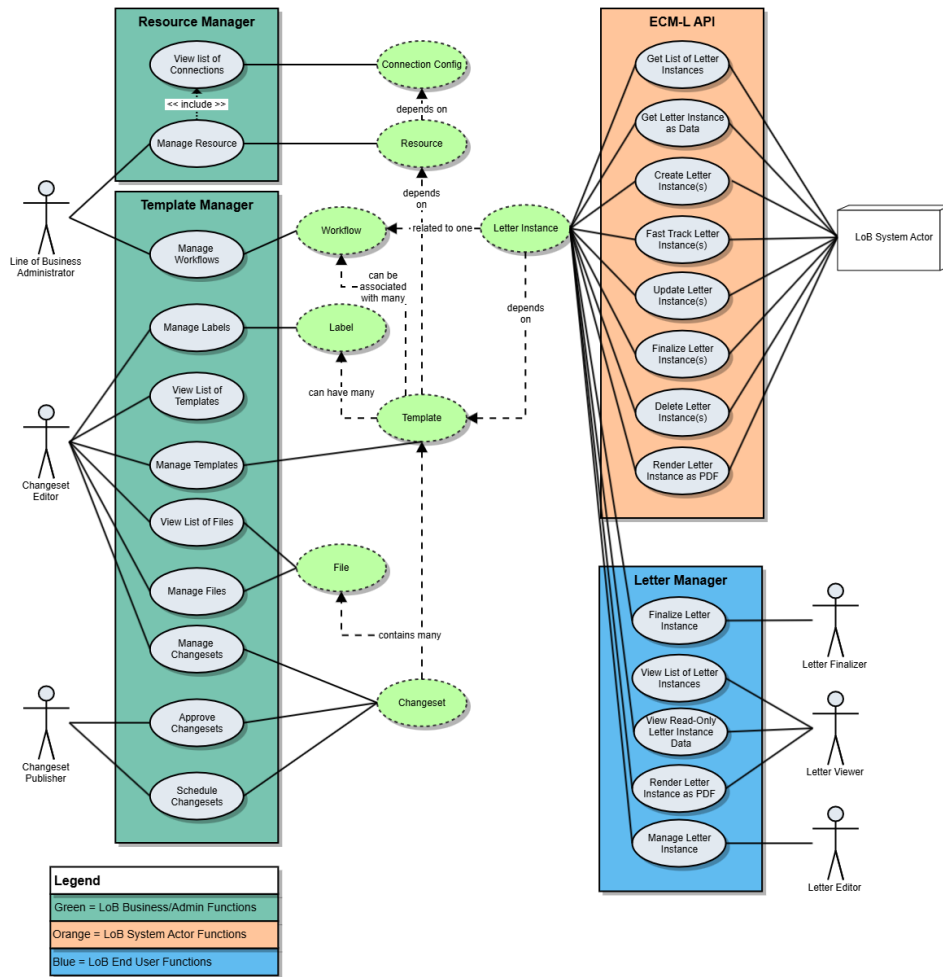 Resource Manager
View list of
Connections
<< include >>
Manage Resource
Connection Config
depends on
Resource
depends
on
Line of Business
Administrator
Template Manager
Manage
Workflows
Manage Labels
View List of
Templates
Manage Templates
View List of Files
Manage Files
Manage
Changesets
Approve
Changesets
Schedule
Changesets
Changeset
Editor
Changeset
Publisher
Workflow
related to one
Letter Instance
can be
associated
with many
depends
on
Label
can have many
Template
File
contains many
Changeset
ECM-L API
Get List of Letter
Instances
Get Letter Instance
as Data
Create Letter
Instance(s)
Fast Track Letter
Instance(s)
Update Letter
Instance(s)
Finalize Letter
Instance(s)
Delete Letter
Instance(s)
Render Letter
Instance as PDF
LoB System Actor
Letter Manager
Finalize Letter
Instance
View List of Letter
Instances
View Read-Only
Letter Instance
Data
Render Letter
Instance as PDF
Manage Letter
Instance
Letter Finalizer
Letter Viewer
Letter Editor
Legend
Green = LoB Business/Admin Functions
Orange = LoB System Actor Functions
Blue = LoB End User Functions